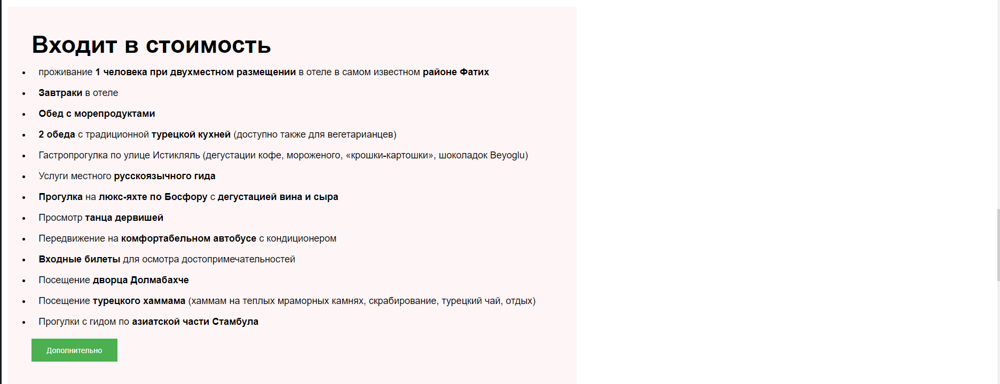 Входит в стоимость
проживание 1 человека при двухместном размещении в отеле в самом известном районе Фатих
Завтраки в отеле
Обед с морепродуктами
2 обеда с традиционной турецкой кухней (доступно также для вегетарианцев)
Гастропрогулка по улице Истикляль (дегустации кофе, мороженого, «крошки-картошки», шоколадок Beyoglu)
Услуги местного русскоязычного гида
Прогулка на люкс-яхте по Босфору с дегустацией вина и сыра
Просмотр танца дервишей
Передвижение на комфортабельном автобусе с кондиционером
Входные билеты для осмотра достопримечательностей
Посещение дворца Долмабахче
Посещение турецкого хаммама (хаммам на теплых мраморных камнях, скрабирование, турецкий чай, отдых)
Прогулки с гидом по азиатской части Стамбула
Дополнительно